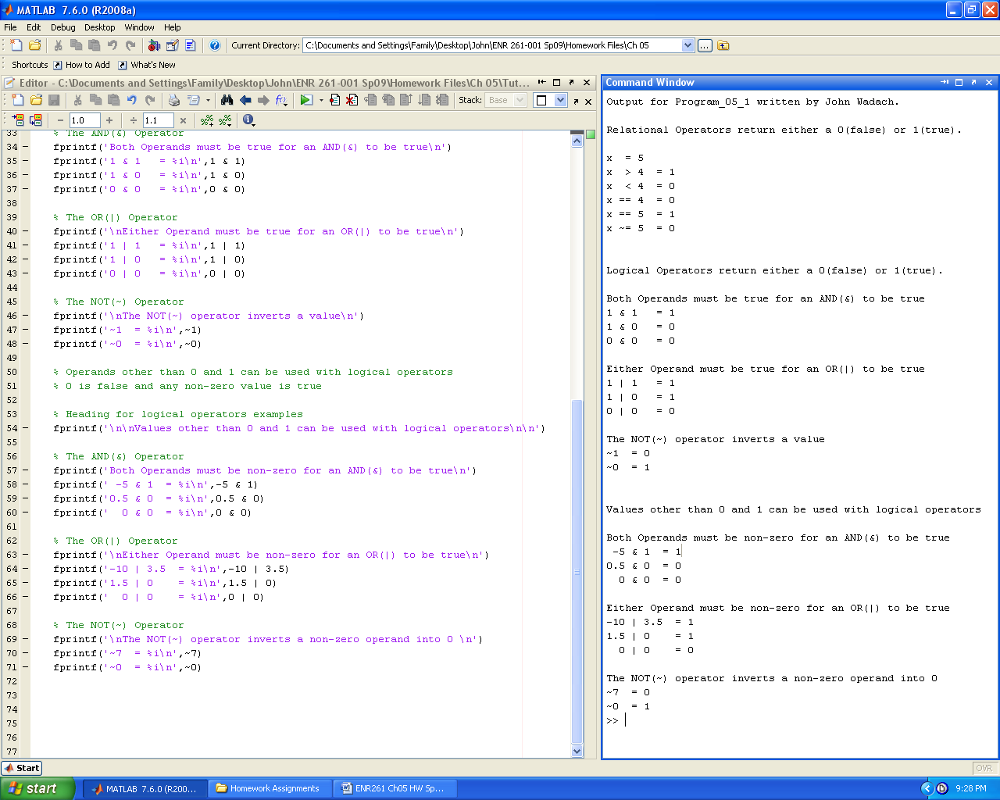 MATLAB 7.6.0 (R2008a)
File Edit Debug Desktop Window Help
Current Directory: C:\Documents and Settings\Family\Desktop\John\ENR 261-001 Sp09\Homework Files\Ch 05 ...
Shortcuts How to Add What's New
Editor - C:\Documents and Settings\Family\Desktop\John\ENR 261-001 Sp09\Homework Files\Ch 05\Tut...
Stack: Base
− 1.0 + ÷ 1.1 ×
33 % The AND(&) Operator
34 – fprintf('Both Operands must be true for an AND(&) to be true\n')
35 – fprintf('1 & 1   = %i\n',1 & 1)
36 – fprintf('1 & 0   = %i\n',1 & 0)
37 – fprintf('0 & 0   = %i\n',0 & 0)
38
39 % The OR(|) Operator
40 – fprintf('\nEither Operand must be true for an OR(|) to be true\n')
41 – fprintf('1 | 1   = %i\n',1 | 1)
42 – fprintf('1 | 0   = %i\n',1 | 0)
43 – fprintf('0 | 0   = %i\n',0 | 0)
44
45 % The NOT(~) Operator
46 – fprintf('\nThe NOT(~) operator inverts a value\n')
47 – fprintf('~1  = %i\n',~1)
48 – fprintf('~0  = %i\n',~0)
49
50 % Operands other than 0 and 1 can be used with logical operators
51 % 0 is false and any non-zero value is true
52
53 % Heading for logical operators examples
54 – fprintf('\n\nValues other than 0 and 1 can be used with logical operators\n\n')
55
56 % The AND(&) Operator
57 – fprintf('Both Operands must be non-zero for an AND(&) to be true\n')
58 – fprintf(' -5 & 1  = %i\n',-5 & 1)
59 – fprintf('0.5 & 0  = %i\n',0.5 & 0)
60 – fprintf('  0 & 0  = %i\n',0 & 0)
61
62 % The OR(|) Operator
63 – fprintf('\nEither Operand must be non-zero for an OR(|) to be true\n')
64 – fprintf('-10 | 3.5  = %i\n',-10 | 3.5)
65 – fprintf('1.5 | 0    = %i\n',1.5 | 0)
66 – fprintf('  0 | 0    = %i\n',0 | 0)
67
68 % The NOT(~) Operator
69 – fprintf('\nThe NOT(~) operator inverts a non-zero operand into 0 \n')
70 – fprintf('~7  = %i\n',~7)
71 – fprintf('~0  = %i\n',~0)
72
73
74
75
76
77
Command Window
Output for Program_05_1 written by John Wadach.
Relational Operators return either a 0(false) or 1(true).
x  = 5
x  > 4  = 1
x  < 4  = 0
x == 4  = 0
x == 5  = 1
x ~= 5  = 0
Logical Operators return either a 0(false) or 1(true).
Both Operands must be true for an AND(&) to be true
1 & 1   = 1
1 & 0   = 0
0 & 0   = 0
Either Operand must be true for an OR(|) to be true
1 | 1   = 1
1 | 0   = 1
0 | 0   = 0
The NOT(~) operator inverts a value
~1  = 0
~0  = 1
Values other than 0 and 1 can be used with logical operators
Both Operands must be non-zero for an AND(&) to be true
-5 & 1  = 1
0.5 & 0  = 0
0 & 0  = 0
Either Operand must be non-zero for an OR(|) to be true
-10 | 3.5  = 1
1.5 | 0    = 1
0 | 0    = 0
The NOT(~) operator inverts a non-zero operand into 0
~7  = 0
~0  = 1
>>
Start OVR
start MATLAB 7.6.0 (R200... Homework Assignments ENR261 Ch05 HW Sp... 9:28 PM